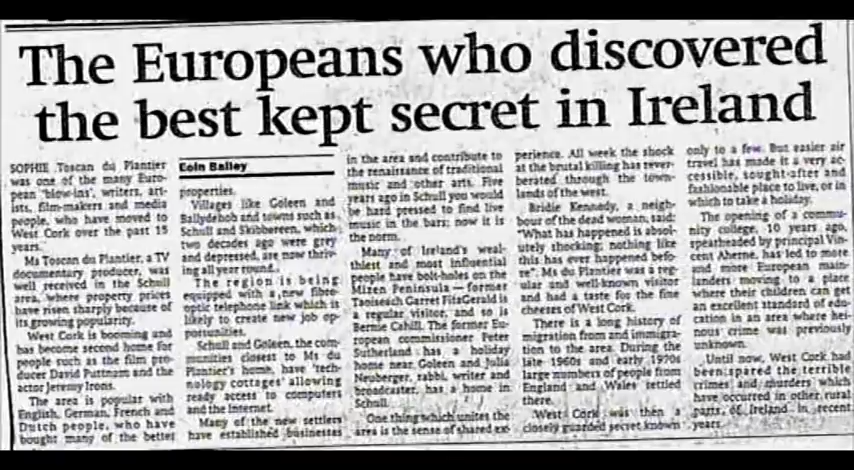 The Europeans who discovered
the best kept secret in Ireland
SOPHIE Toscan du Plantier
was one of the many Euro-
pean 'blow-ins', writers, art-
ists, film-makers and media
people, who have moved to
West Cork over the past 15
years.
Ms Toscan du Plantier, a TV
documentary producer, was
well received in the Schull
area, where property prices
have risen sharply because of
its growing popularity.
West Cork is booming and
has become second home for
people such as the film pro-
ducer David Puttnam and the
actor Jeremy Irons.
The area is popular with
English, German, French and
Dutch people, who have
bought many of the better
Eoin Bailey
properties.
Villages like Goleen and
Ballydehob and towns such as
Schull and Skibbereen, which
two decades ago were grey
and depressed, are now thriv-
ing all year round.
The region is being
equipped with a new fibre-
optic telephone link which is
likely to create new job op-
portunities.
Schull and Goleen, the com-
munities closest to Ms du
Plantier's home, have 'tech-
nology cottages' allowing
ready access to computers
and the Internet.
Many of the new settlers
have established businesses
in the area and contribute to
the renaissance of traditional
music and other arts. Five
years ago in Schull you would
be hard pressed to find live
music in the bars; now it is
the norm.
Many of Ireland's weal-
thiest and most influential
people have bolt-holes on the
Mizen Peninsula — former
Taoiseach Garret FitzGerald is
a regular visitor, and so is
Bernie Cahill. The former Eu-
ropean commissioner Peter
Sutherland has a holiday
home near Goleen and Julia
Neuberger, rabbi, writer and
broadcaster, has a home in
Schull.
One thing which unites the
area is the sense of shared ex-
perience. All week the shock
at the brutal killing has rever-
berated through the town-
lands of the west.
Bridie Kennedy, a neigh-
bour of the dead woman, said:
"What has happened is absol-
utely shocking; nothing like
this has ever happened befo-
re". Ms du Plantier was a reg-
ular and well-known visitor
and had a taste for the fine
cheeses of West Cork.
There is a long history of
migration from and immigra-
tion to the area. During the
late 1960s and early 1970s
large numbers of people from
England and Wales settled
there.
West Cork was then a
closely guarded secret known
only to a few. But easier air
travel has made it a very ac-
cessible, sought-after and
fashionable place to live, or in
which to take a holiday.
The opening of a commu-
nity college, 10 years ago,
spearheaded by principal Vin-
cent Aherne, has led to more
and more European main-
landers moving to a place
where their children can get
an excellent standard of edu-
cation in an area where hei-
nous crime was previously
unknown.
Until now, West Cork had
been spared the terrible
crimes and murders which
have occurred in other rural
parts of Ireland in recent
years.